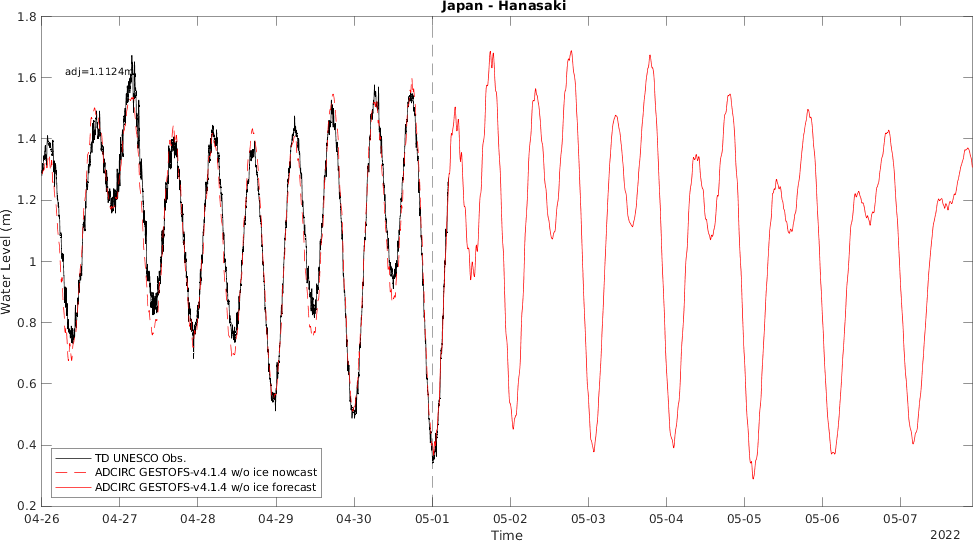 Japan - Hanasaki
1.8
1.6
1.4
1.2
1
0.8
0.6
0.4
0.2
Water Level (m)
adj=1.1124m
TD UNESCO Obs.
ADCIRC GESTOFS-v4.1.4 w/o ice nowcast
ADCIRC GESTOFS-v4.1.4 w/o ice forecast
04-26 04-27 04-28 04-29 04-30 05-01 05-02 05-03 05-04 05-05 05-06 05-07
Time
2022